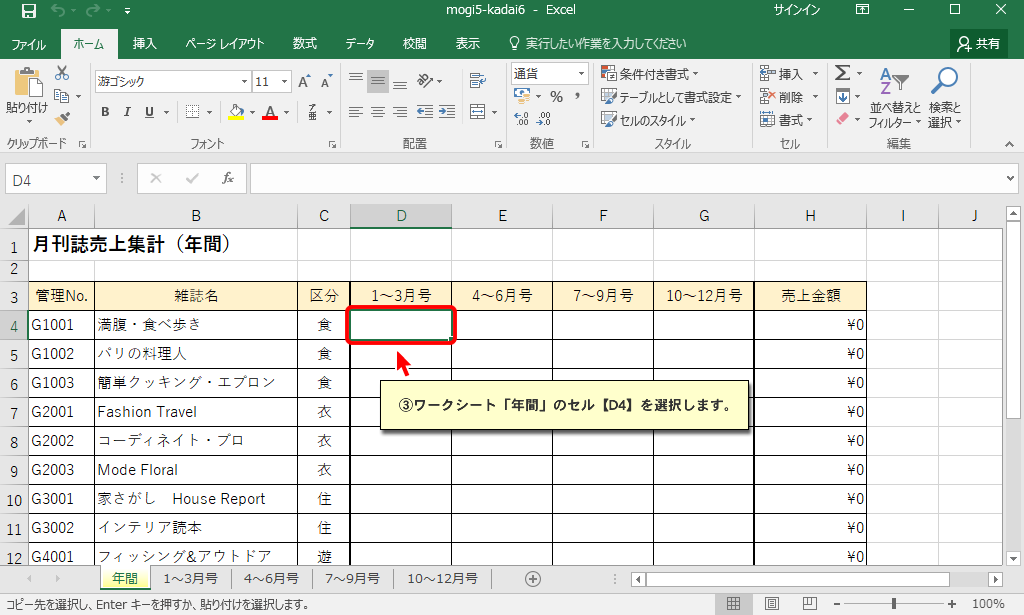 mogi5-kadai6 - Excel サインイン
ファイル ホーム 挿入 ページ レイアウト 数式 データ 校閲 表示 実行したい作業を入力してください 共有
貼り付け 游ゴシック 11 A A 通貨 条件付き書式 挿入 Σ A Z
B I U A % , テーブルとして書式設定 削除 並べ替えと フィルター 検索と 選択
セルのスタイル 書式
クリップボード フォント 配置 数値 スタイル セル 編集
D4 fx
A B C D E F G H I J
1 月刊誌売上集計（年間）
2
3 管理No. 雑誌名 区分 1～3月号 4～6月号 7～9月号 10～12月号 売上金額
4 G1001 満腹・食べ歩き 食 ¥0
5 G1002 パリの料理人 食 ¥0
6 G1003 簡単クッキング・エプロン 食 ¥0
③ワークシート「年間」のセル【D4】を選択します。
7 G2001 Fashion Travel 衣 ¥0
8 G2002 コーディネイト・プロ 衣 ¥0
9 G2003 Mode Floral 衣 ¥0
10 G3001 家さがし　House Report 住 ¥0
11 G3002 インテリア読本 住 ¥0
12 G4001 フィッシング&アウトドア 遊 ¥0
年間 1～3月号 4～6月号 7～9月号 10～12月号
コピー先を選択し、Enter キーを押すか、貼り付けを選択します。 100%